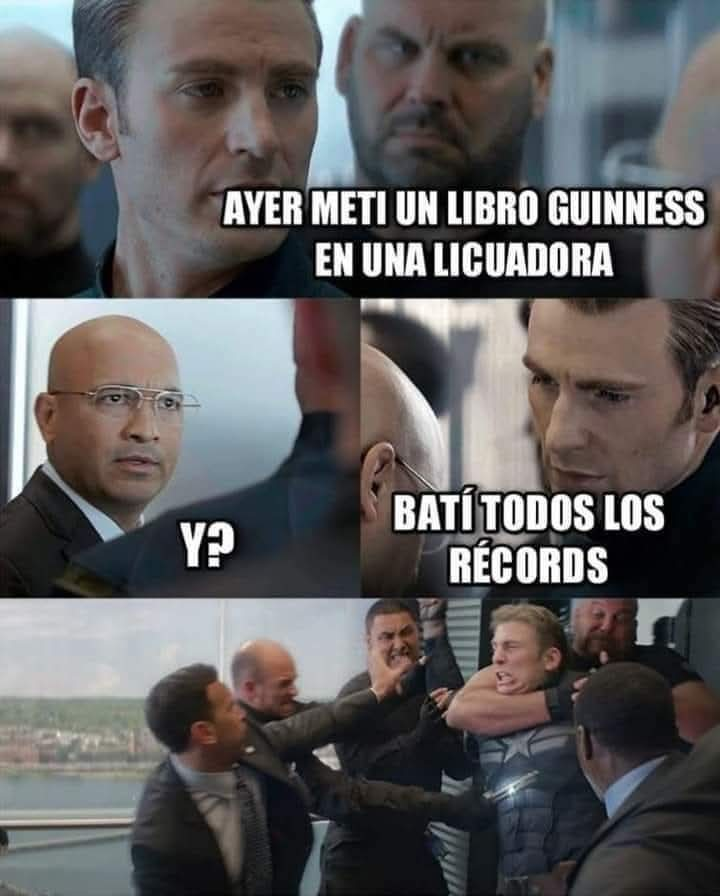 AYER METI UN LIBRO GUINNESS
EN UNA LICUADORA
Y?
BATÍ TODOS LOS
RÉCORDS